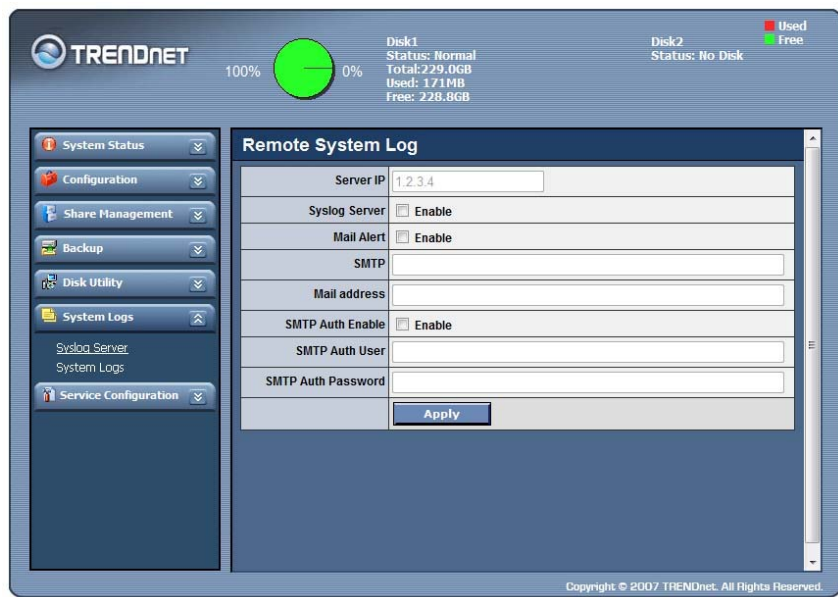 TRENDNET
100%
0%
Disk1
Status: Normal
Total:229.0GB
Used: 171MB
Free: 228.8GB
Disk2
Status: No Disk
Used
Free
System Status
Configuration
Share Management
Backup
Disk Utility
System Logs
Syslog Server
System Logs
Service Configuration
Remote System Log
Server IP 1.2.3.4
Syslog Server Enable
Mail Alert Enable
SMTP
Mail address
SMTP Auth Enable Enable
SMTP Auth User
SMTP Auth Password
Apply
Copyright © 2007 TRENDnet. All Rights Reserved.